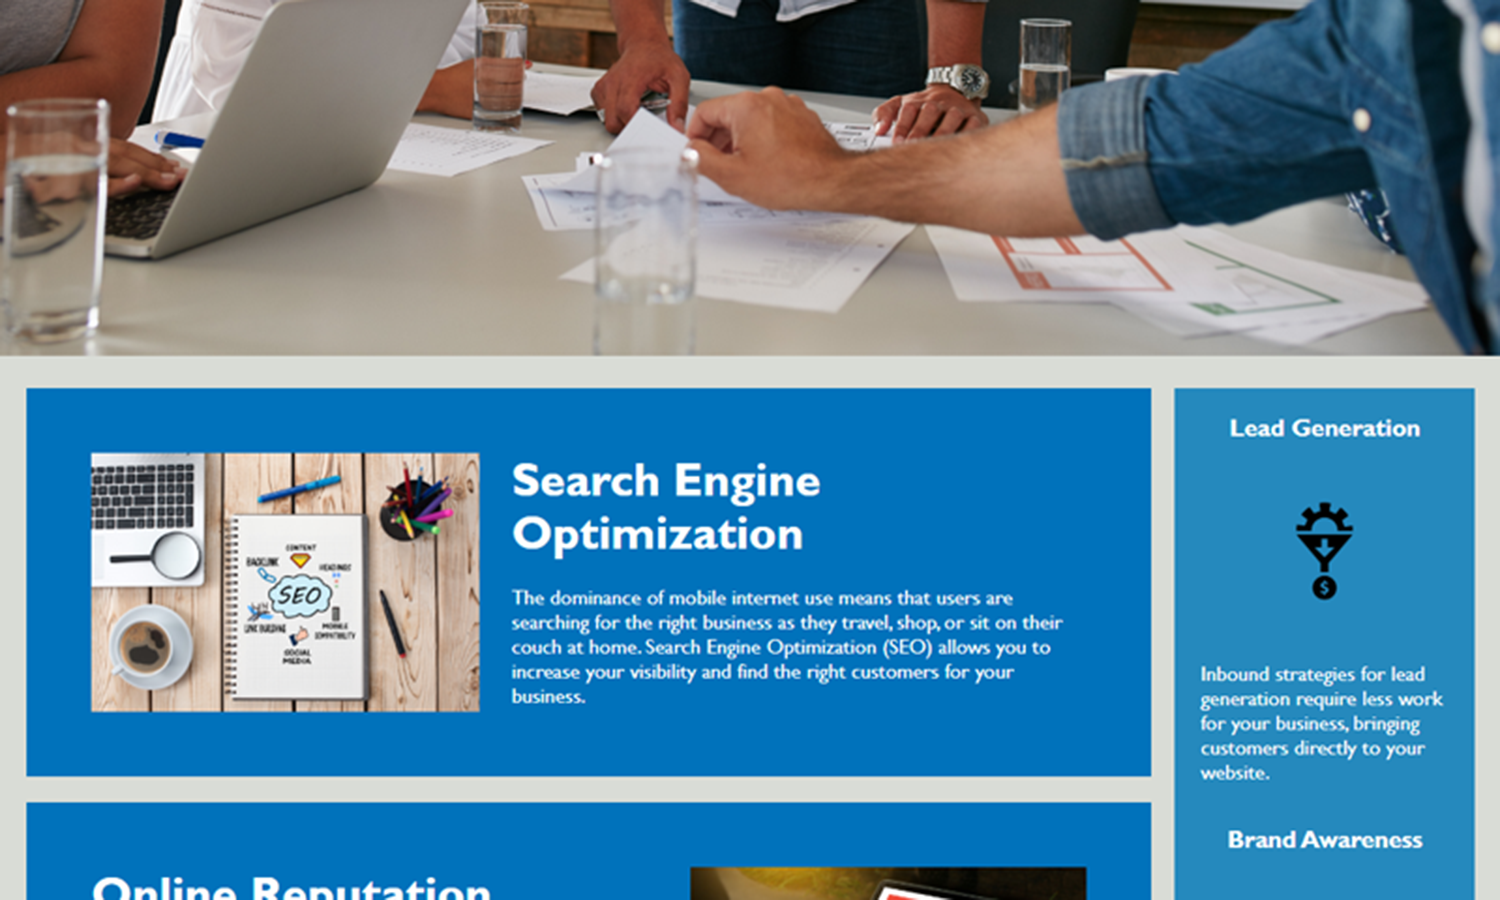 Search Engine
Optimization
The dominance of mobile internet use means that users are
searching for the right business as they travel, shop, or sit on their
couch at home. Search Engine Optimization (SEO) allows you to
increase your visibility and find the right customers for your
business.
CONTENT
BACKLINK
HEADINGS
SEO
LINK BUILDING
MOBILE
COMPATIBILITY
SOCIAL
MEDIA
Online Reputation
Lead Generation
$
Inbound strategies for lead
generation require less work
for your business, bringing
customers directly to your
website.
Brand Awareness